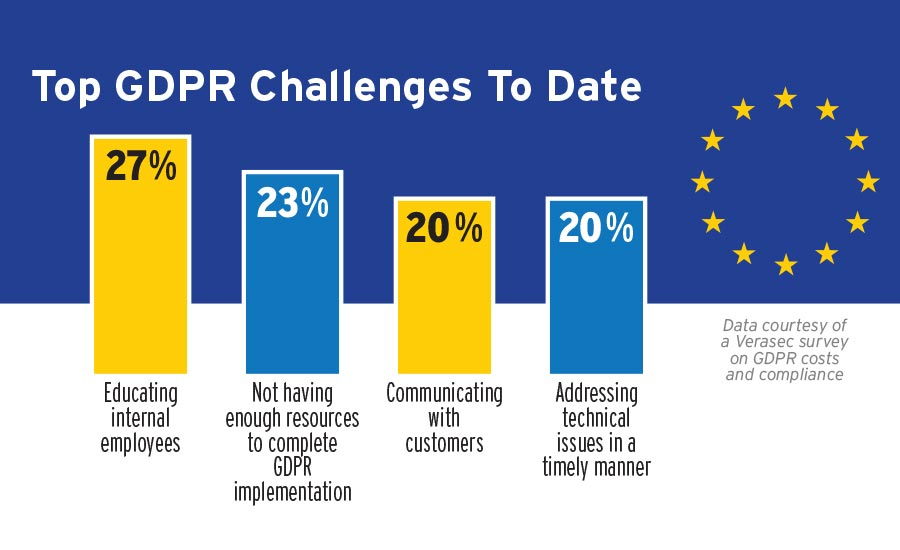 Top GDPR Challenges To Date
27%
23%
20%
20%
Educating
internal
employees
Not having
enough resources
to complete
GDPR
implementation
Communicating
with
customers
Addressing
technical
issues in a
timely manner
Data courtesy of
a Verasec survey
on GDPR costs
and compliance